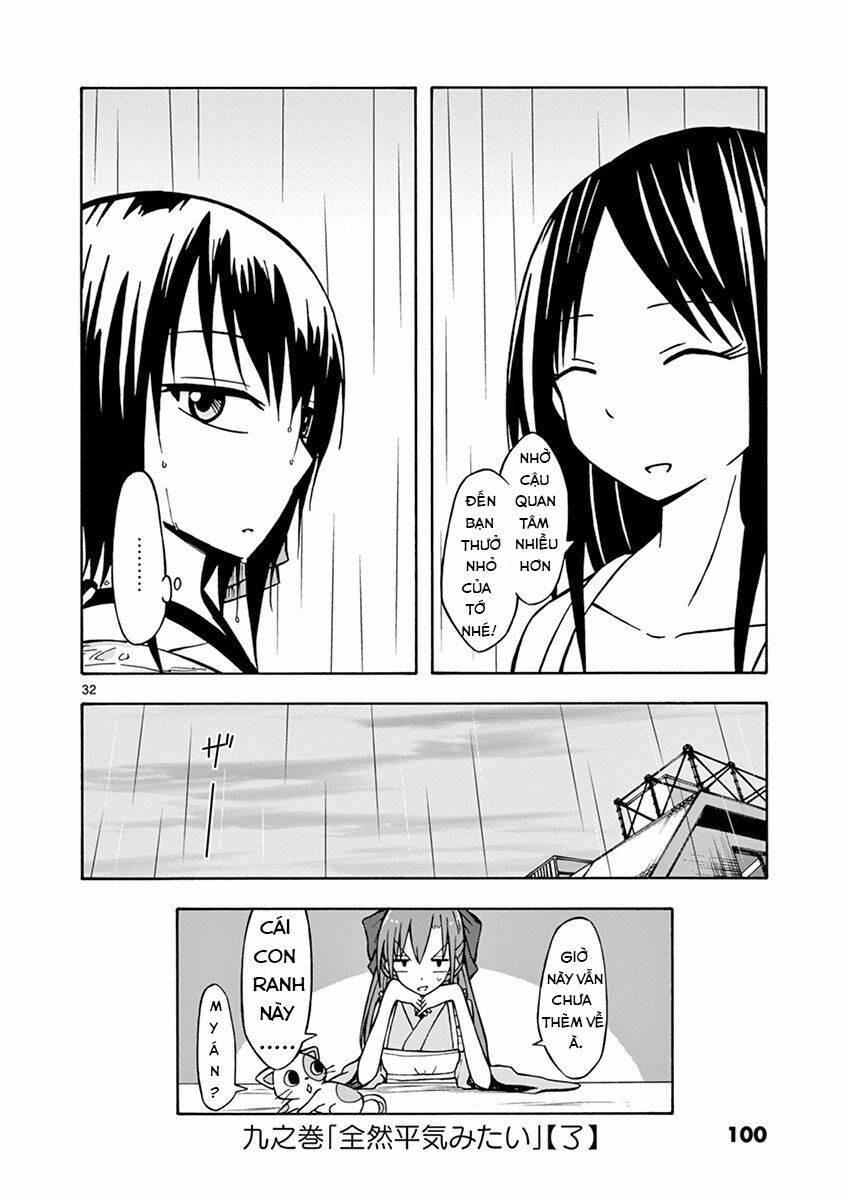 NHỜ
CẬU
QUAN
TÂM
NHIỀU
HƠN
ĐẾN
BẠN
THƯỞ
NHỎ
CỦA
TỚ
NHÉ!
.........
32
ザー
GIỜ
NÀY VẪN
CHƯA
THÈM VỀ
À.
CÁI
CON
RANH
NÀY
......
MYÁN?
九之巻「全然平気みたい」【了】
100